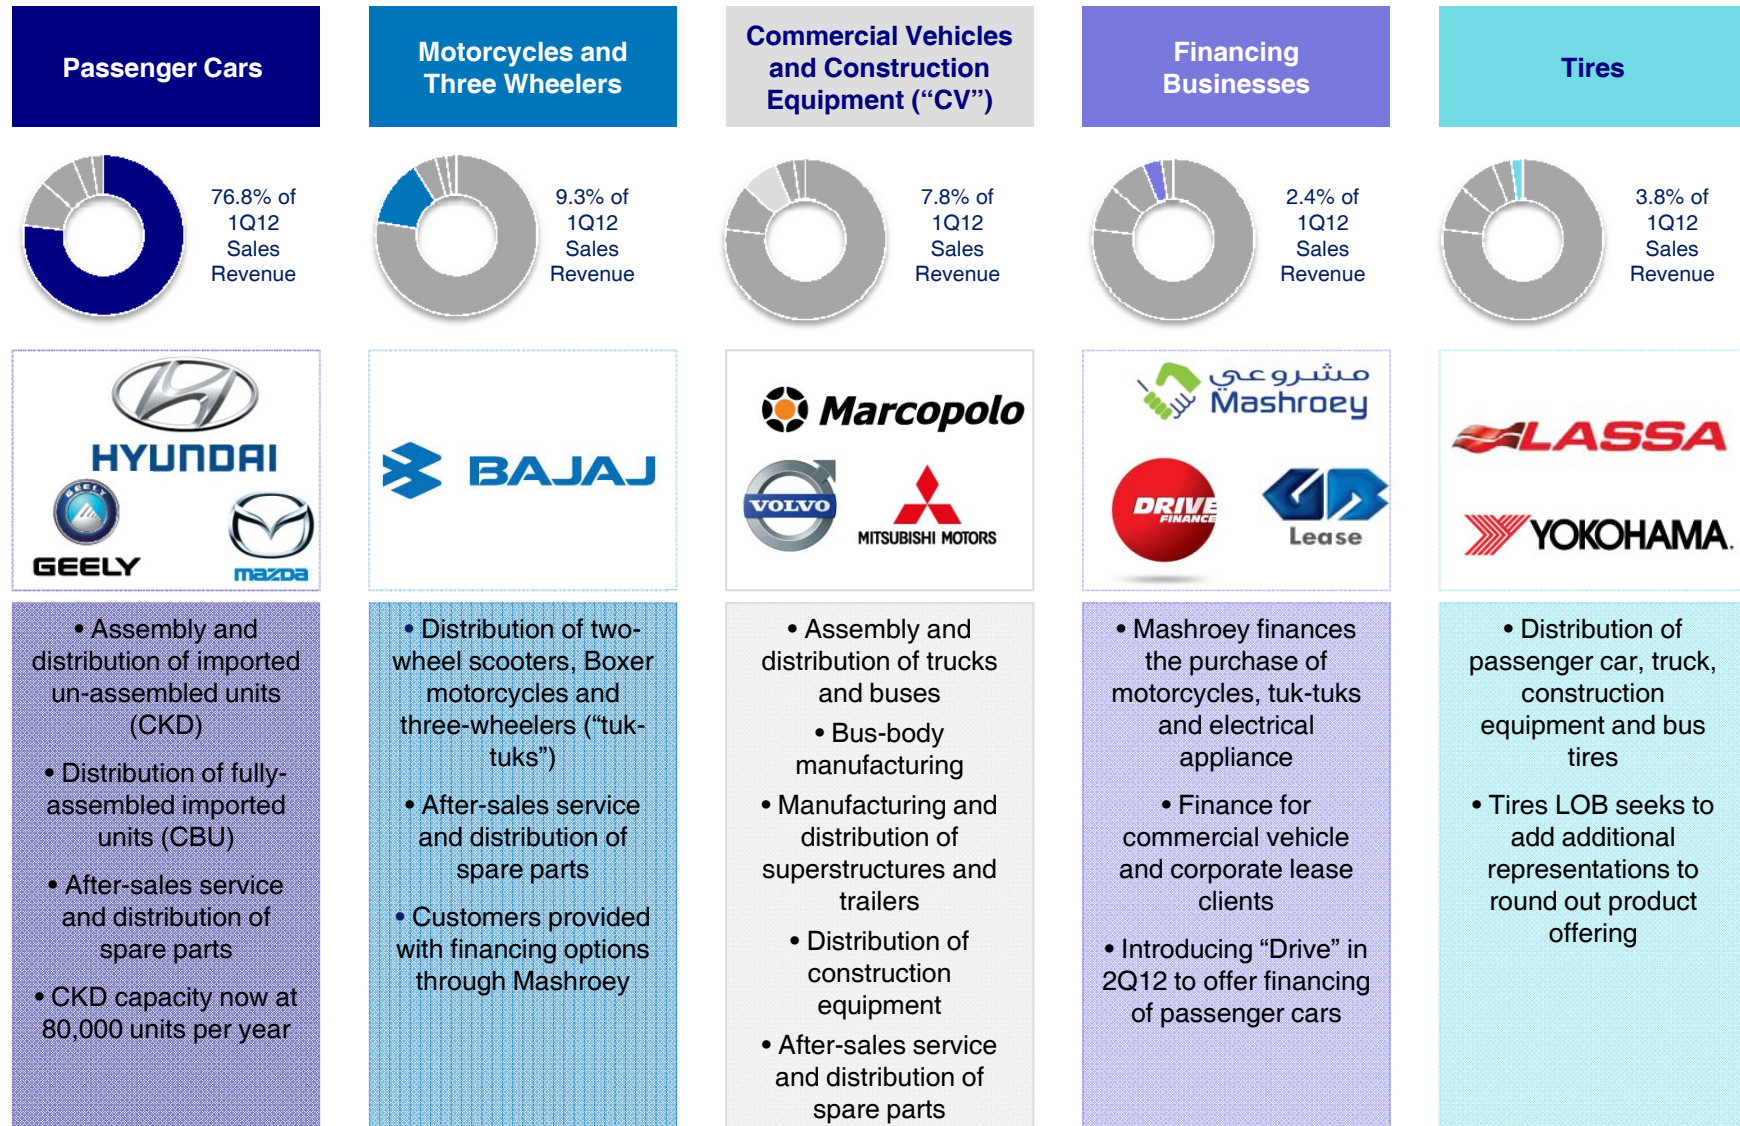 Passenger Cars
76.8% of
1Q12
Sales
Revenue
HYUNDAI
GEELY
GEELY
mazda
• Assembly and
distribution of imported
un-assembled units
(CKD)
• Distribution of fully-
assembled imported
units (CBU)
• After-sales service
and distribution of
spare parts
• CKD capacity now at
80,000 units per year
Motorcycles and
Three Wheelers
9.3% of
1Q12
Sales
Revenue
BAJAJ
• Distribution of two-
wheel scooters, Boxer
motorcycles and
three-wheelers (“tuk-
tuks”)
• After-sales service
and distribution of
spare parts
• Customers provided
with financing options
through Mashroey
Commercial Vehicles
and Construction
Equipment (“CV”)
7.8% of
1Q12
Sales
Revenue
Marcopolo
VOLVO
MITSUBISHI MOTORS
• Assembly and
distribution of trucks
and buses
• Bus-body
manufacturing
• Manufacturing and
distribution of
superstructures and
trailers
• Distribution of
construction
equipment
• After-sales service
and distribution of
spare parts
Financing
Businesses
2.4% of
1Q12
Sales
Revenue
مشروعي
Mashroey
DRIVE
FINANCE
GB
Lease
• Mashroey finances
the purchase of
motorcycles, tuk-tuks
and electrical
appliance
• Finance for
commercial vehicle
and corporate lease
clients
• Introducing “Drive” in
2Q12 to offer financing
of passenger cars
Tires
3.8% of
1Q12
Sales
Revenue
LASSA
YOKOHAMA.
• Distribution of
passenger car, truck,
construction
equipment and bus
tires
• Tires LOB seeks to
add additional
representations to
round out product
offering